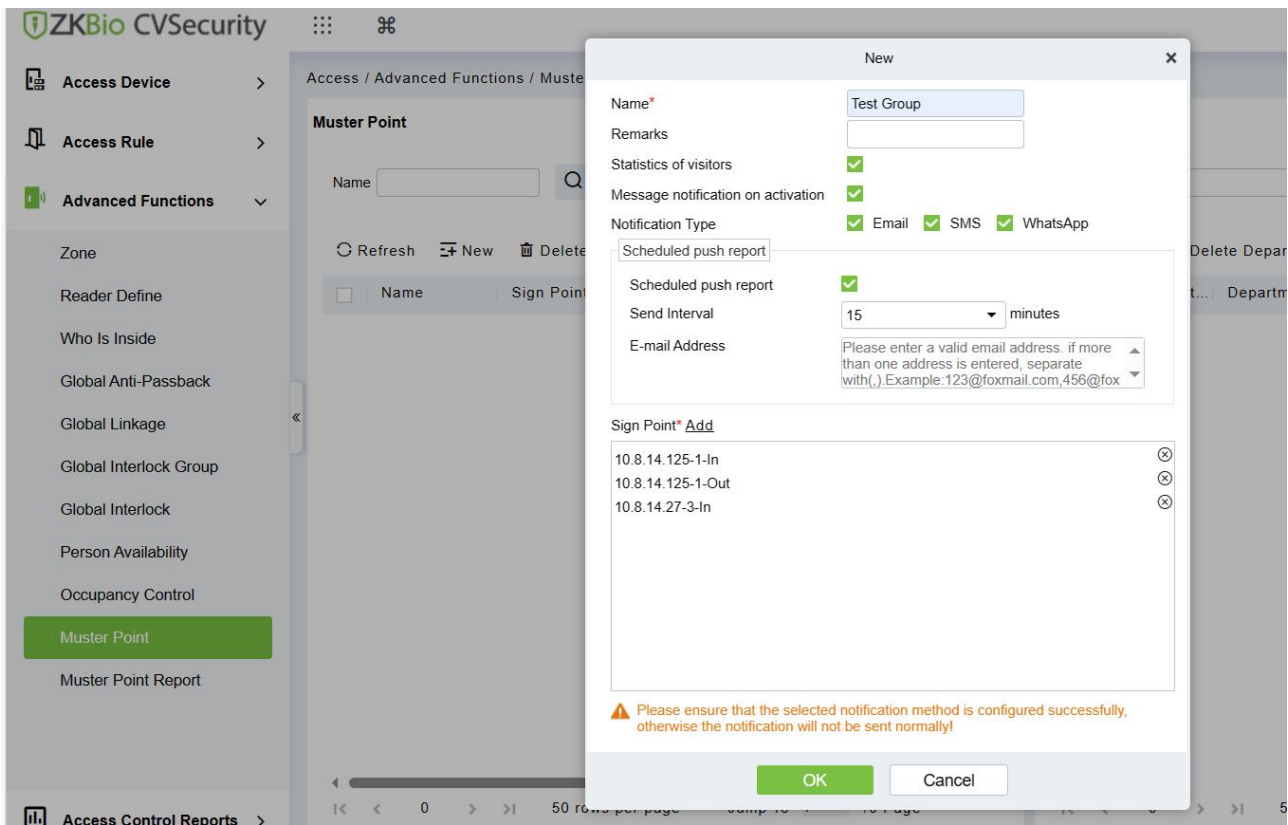 ZKBio CVSecurity
Access Device
Access Rule
Advanced Functions
Zone
Reader Define
Who Is Inside
Global Anti-Passback
Global Linkage
Global Interlock Group
Global Interlock
Person Availability
Occupancy Control
Muster Point
Muster Point Report
Access Control Reports
Access / Advanced Functions / Muste
Muster Point
Name
Refresh New Delete
Name Sign Point
Delete Depar
t... Departm
0 50 rows per page
New
Name* Test Group
Remarks
Statistics of visitors
Message notification on activation
Notification Type Email SMS WhatsApp
Scheduled push report
Scheduled push report
Send Interval 15 minutes
E-mail Address Please enter a valid email address. if more
than one address is entered, separate
with(,).Example:123@foxmail.com,456@fox
Sign Point* Add
10.8.14.125-1-In
10.8.14.125-1-Out
10.8.14.27-3-In
Please ensure that the selected notification method is configured successfully,
otherwise the notification will not be sent normally!
OK Cancel